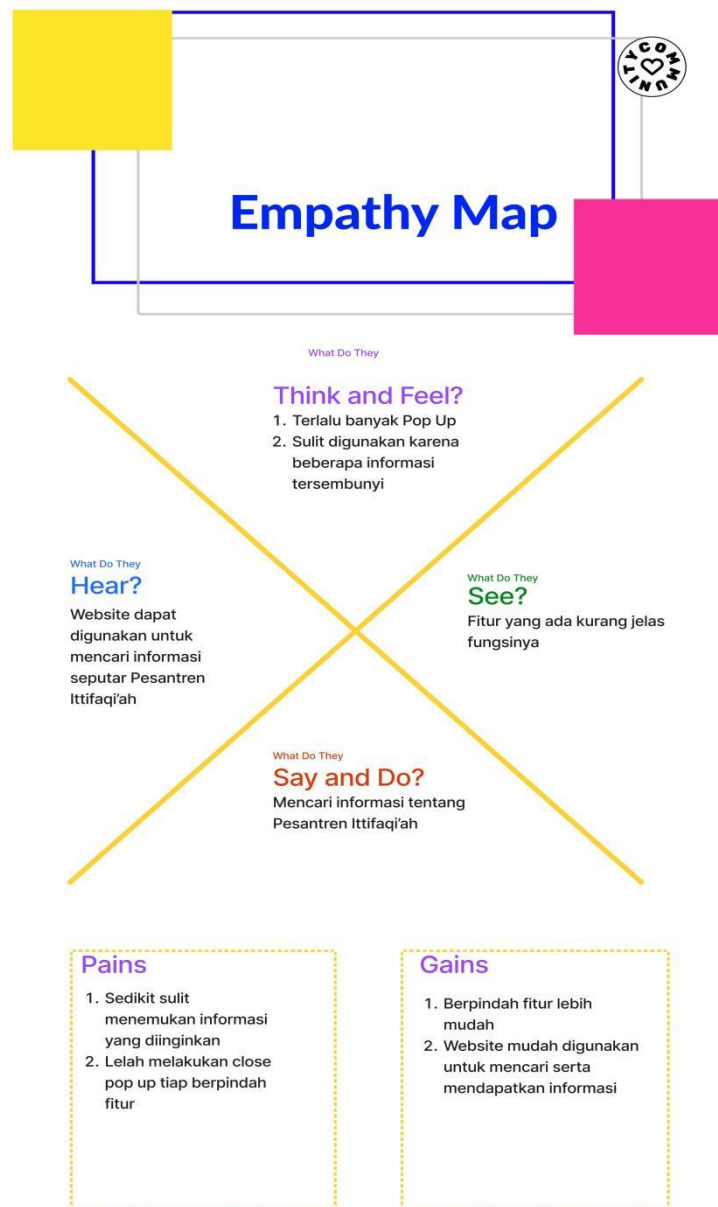 COMMUNITY
Empathy Map
What Do They
Think and Feel?
1. Terlalu banyak Pop Up
2. Sulit digunakan karena
beberapa informasi
tersembunyi
What Do They
Hear?
Website dapat
digunakan untuk
mencari informasi
seputar Pesantren
Ittifaqi'ah
What Do They
See?
Fitur yang ada kurang jelas
fungsinya
What Do They
Say and Do?
Mencari informasi tentang
Pesantren Ittifaqi'ah
Pains
1. Sedikit sulit
menemukan informasi
yang diinginkan
2. Lelah melakukan close
pop up tiap berpindah
fitur
Gains
1. Berpindah fitur lebih
mudah
2. Website mudah digunakan
untuk mencari serta
mendapatkan informasi